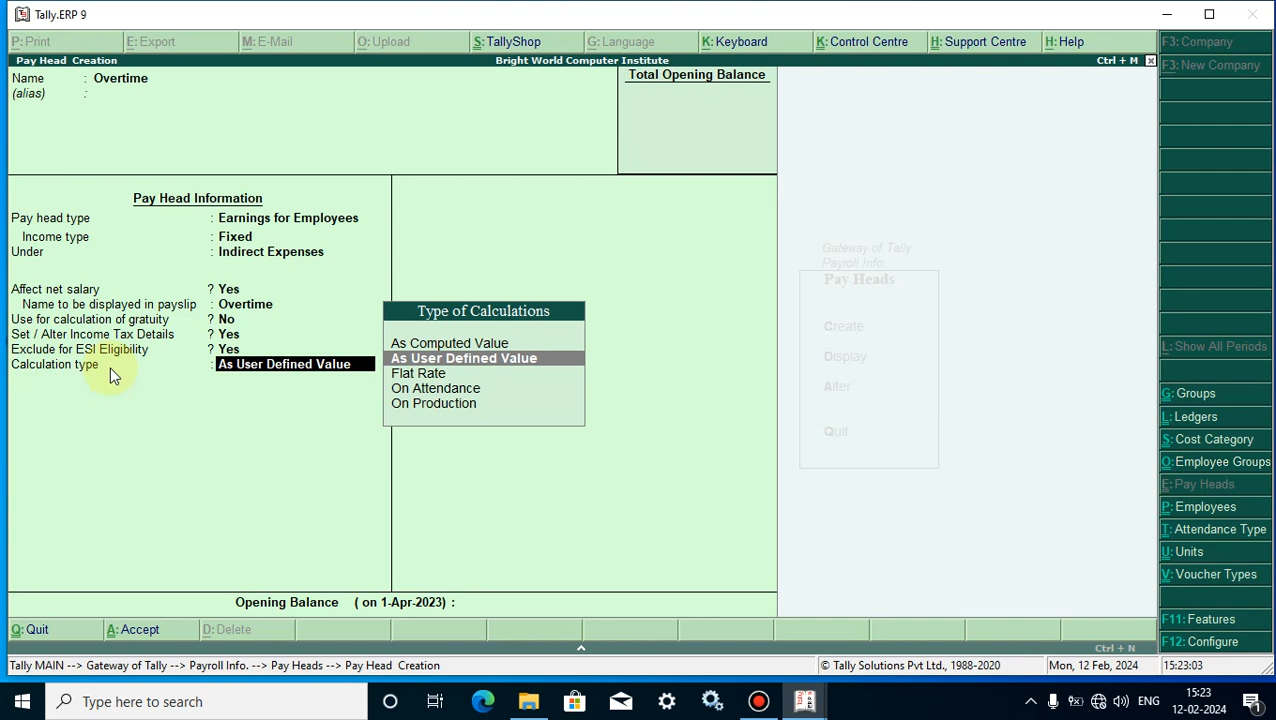 Tally.ERP 9
P: Print
E: Export
M: E-Mail
O: Upload
S: TallyShop
G: Language
K: Keyboard
K: Control Centre
H: Support Centre
H: Help
F3: Company
Pay Head Creation
Bright World Computer Institute
Ctrl + M
F3: New Company
Name : Overtime
(alias) :
Total Opening Balance
Pay Head Information
Pay head type : Earnings for Employees
Income type : Fixed
Under : Indirect Expenses
Affect net salary ? Yes
Name to be displayed in payslip : Overtime
Use for calculation of gratuity ? No
Set / Alter Income Tax Details ? Yes
Exclude for ESI Eligibility ? Yes
Calculation type : As User Defined Value
Type of Calculations
As Computed Value
As User Defined Value
Flat Rate
On Attendance
On Production
Gateway of Tally
Payroll Info.
Pay Heads
Create
Display
Alter
Quit
L: Show All Periods
G: Groups
L: Ledgers
S: Cost Category
O: Employee Groups
E: Pay Heads
P: Employees
T: Attendance Type
U: Units
V: Voucher Types
F11: Features
F12: Configure
Opening Balance ( on 1-Apr-2023) :
Q: Quit
A: Accept
D: Delete
Ctrl + N
Tally MAIN --> Gateway of Tally --> Payroll Info. --> Pay Heads --> Pay Head Creation
© Tally Solutions Pvt Ltd., 1988-2020
Mon, 12 Feb, 2024
15:23:03
Type here to search
ENG
15:23
12-02-2024
1